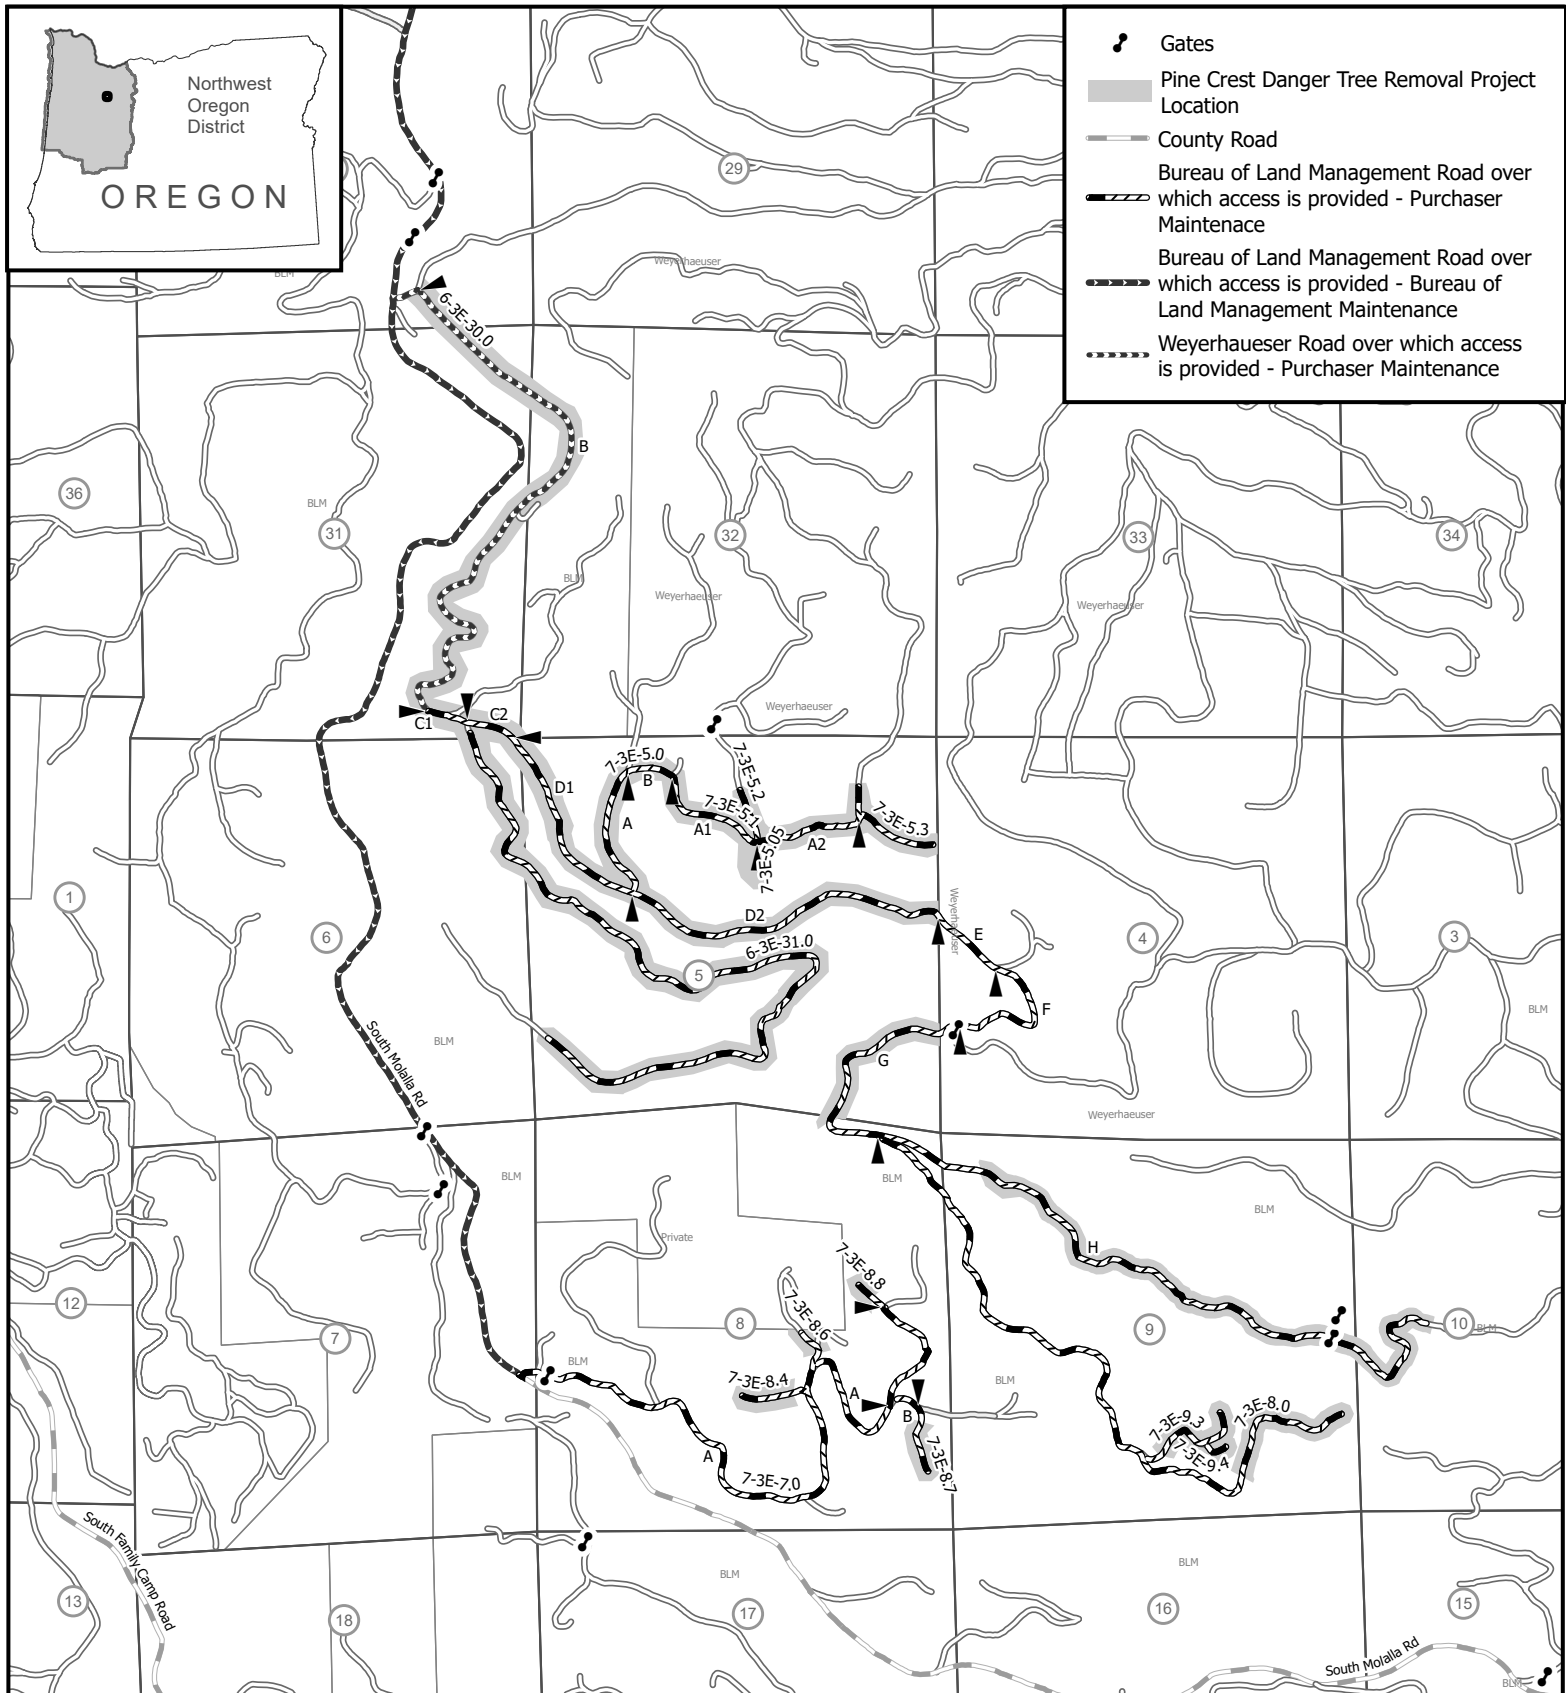 Northwest
Oregon
District
OREGON
Gates
Pine Crest Danger Tree Removal Project
Location
County Road
Bureau of Land Management Road over
which access is provided - Purchaser
Maintenace
Bureau of Land Management Road over
which access is provided - Bureau of
Land Management Maintenance
Weyerhaueser Road over which access
is provided - Purchaser Maintenance
29
Weyerhaeuser
BLM
6-3E-30.0
B
36
BLM
31
32
33
34
BLM
Weyerhaeuser
Weyerhaeuser
Weyerhaeuser
C1
C2
7-3E-5.0
B
7-3E-5.2
D1
A
7-3E-5.1
A1
7-3E-5.05
A2
7-3E-5.3
1
6
D2
Weyerhaeuser
E
4
3
6-3E-31.0
5
F
BLM
South Molalla Rd
BLM
G
Weyerhaeuser
BLM
BLM
BLM
Private
H
7-3E-8.8
12
7
8
7-3E-8.6
9
10
BLM
BLM
7-3E-8.4
A
BLM
B
7-3E-9.3
7-3E-8.0
A
7-3E-8.7
7-3E-9.4
7-3E-7.0
South Family Camp Road
BLM
BLM
13
18
17
16
15
South Molalla Rd
BLM